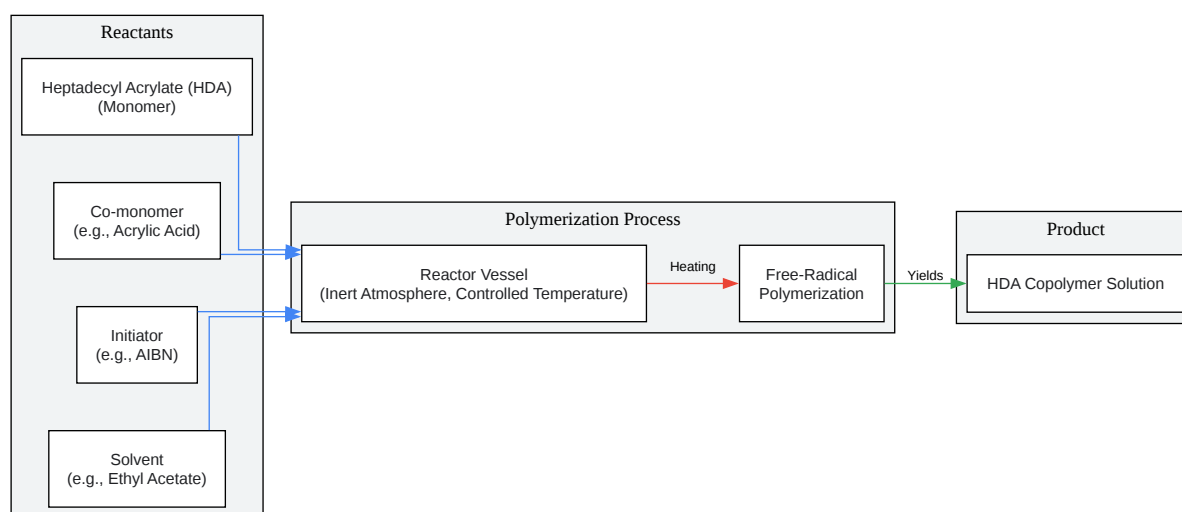 Reactants
Heptadecyl Acrylate (HDA)
(Monomer)
Co-monomer
(e.g., Acrylic Acid)
Initiator
(e.g., AIBN)
Solvent
(e.g., Ethyl Acetate)
Polymerization Process
Reactor Vessel
(Inert Atmosphere, Controlled Temperature)
Heating
Free-Radical
Polymerization
Yields
Product
HDA Copolymer Solution